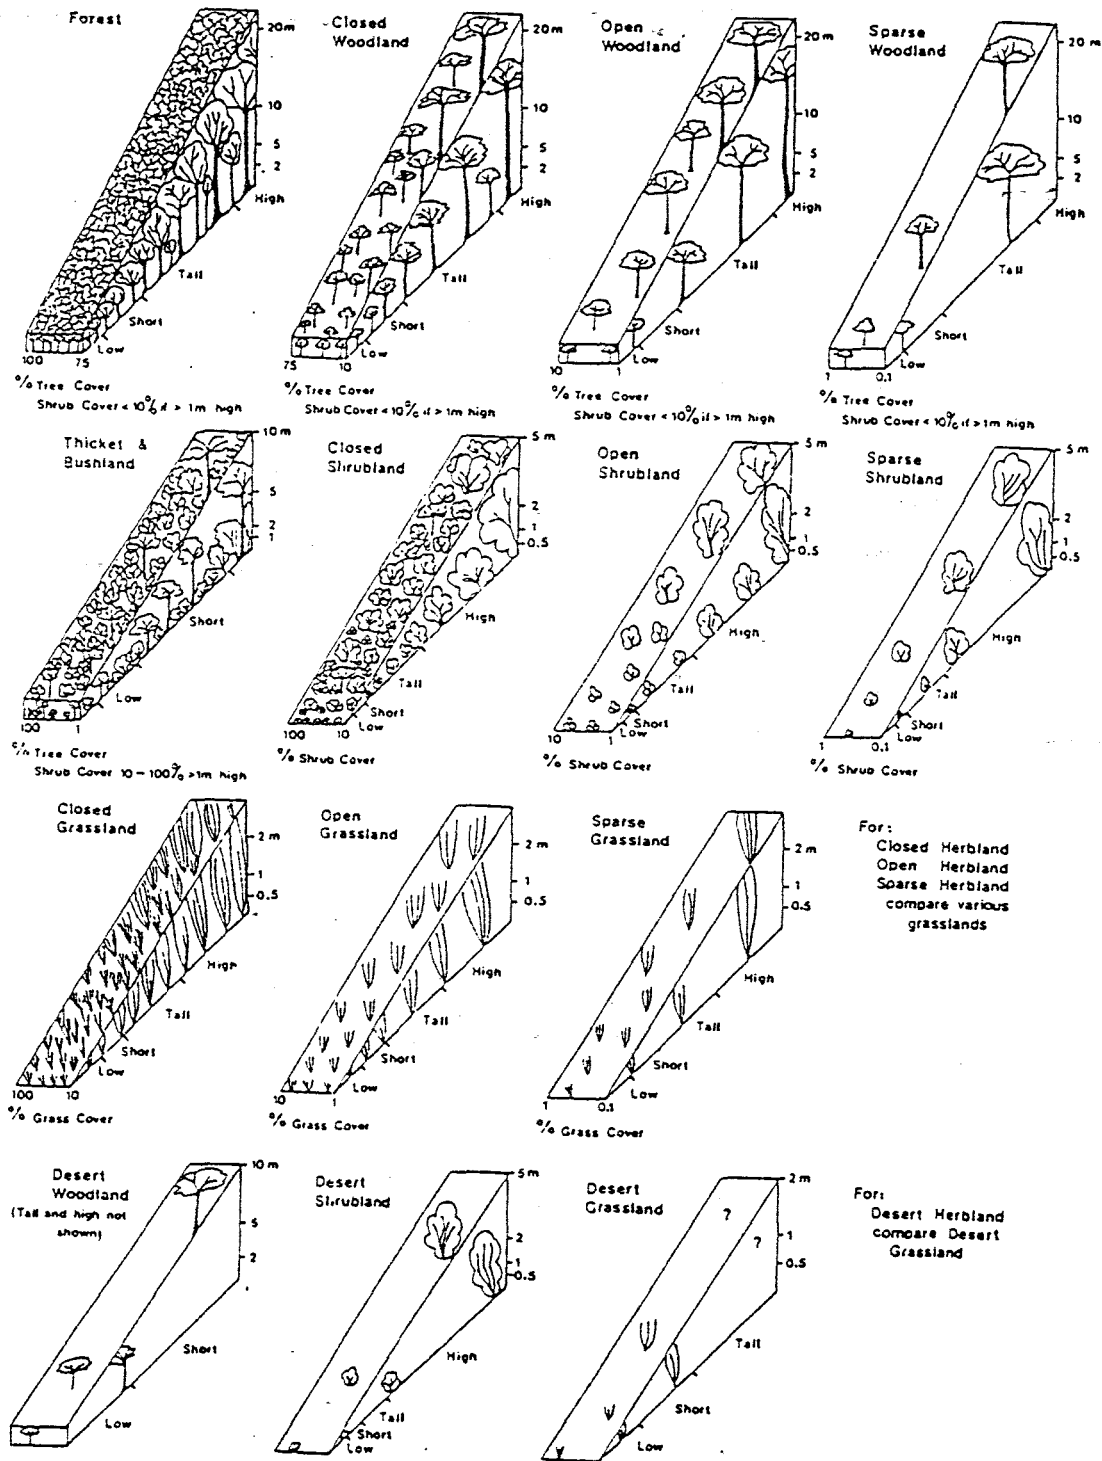 Forest
20m
10
5
2
High
Tall
Short
Low
100
75
% Tree Cover
Shrub Cover < 10% if > 1m high
Closed
Woodland
20m
10
5
2
High
Tall
Short
Low
75
10
% Tree Cover
Shrub Cover < 10% if > 1m high
Open
Woodland
20m
10
5
2
High
Tall
Short
Low
10
1
% Tree Cover
Shrub Cover < 10% if > 1m high
Sparse
Woodland
20m
10
5
2
High
Tall
Short
Low
1
0.1
% Tree Cover
Shrub Cover < 10% if > 1m high
Thicket &
Bushland
10m
5
2
1
Short
Low
100
1
% Tree Cover
Shrub Cover 10 - 100% > 1m high
Closed
Shrubland
5m
2
1
0.5
High
Tall
Short
Low
100
10
% Shrub Cover
Open
Shrubland
5m
2
1
0.5
High
Tall
Short
Low
10
1
% Shrub Cover
Sparse
Shrubland
5m
2
1
0.5
High
Tall
Short
Low
1
0.1
% Shrub Cover
Closed
Grassland
2m
1
0.5
High
Tall
Short
Low
100
10
% Grass Cover
Open
Grassland
2m
1
0.5
High
Tall
Short
Low
10
1
% Grass Cover
Sparse
Grassland
2m
1
0.5
High
Tall
Short
Low
1
0.1
% Grass Cover
For:
Closed Herbland
Open Herbland
Sparse Herbland
compare various
grasslands
Desert
Woodland
(Tall and high not
shown)
10m
5
2
Short
Low
Desert
Shrubland
5m
2
1
0.5
High
Tall
Short
Low
Desert
Grassland
2m
?
?
1
0.5
Tall
Short
Low
For:
Desert Herbland
compare Desert
Grassland